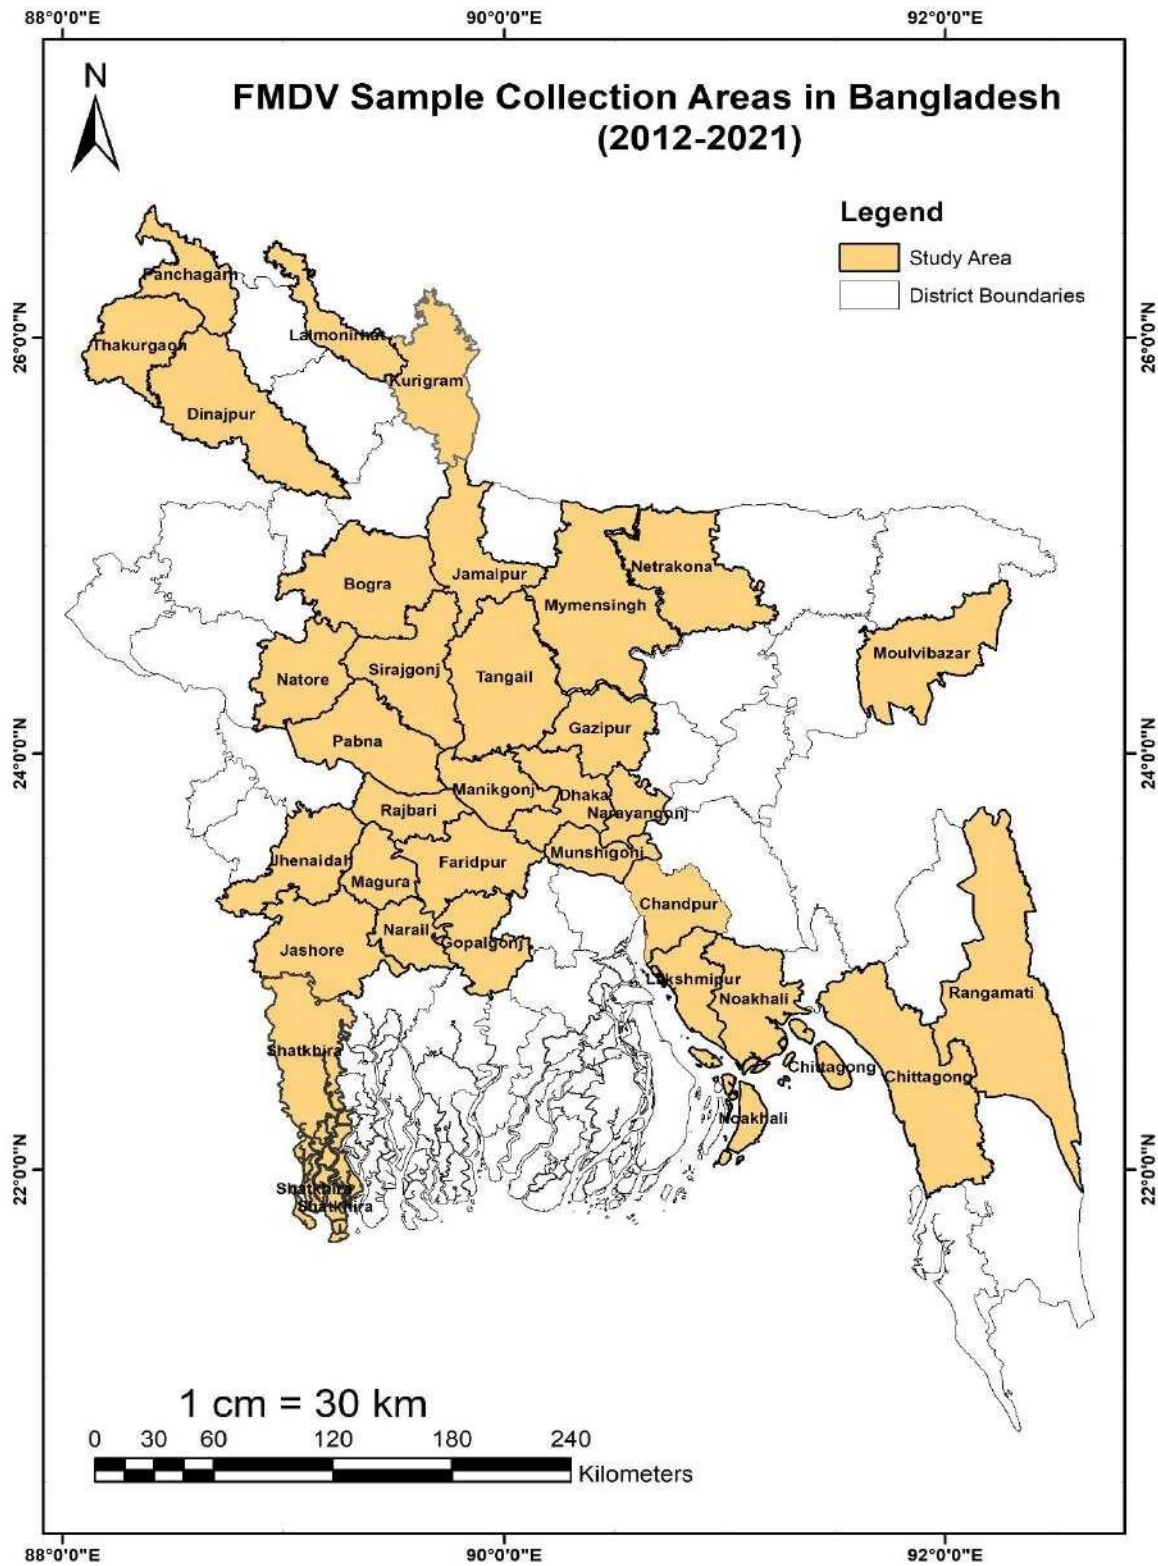 88°0'0"E 90°0'0"E 92°0'0"E
N
FMDV Sample Collection Areas in Bangladesh
(2012-2021)
Legend
Study Area
District Boundaries
26°0'0"N 26°0'0"N
Panchagarh
Lalmonirhat
Thakurgaon
Kurigram
Dinajpur
Netrakona
Jamalpur
Bogra
Mymensingh
Moulvibazar
Sirajgonj
Tangail
Natore
Gazipur
Pabna
24°0'0"N 24°0'0"N
Manikgonj
Dhaka
Rajbari
Narayangonj
Munshigonj
Jhenaidah
Faridpur
Magura
Chandpur
Narail
Gopalgonj
Jashore
Lakshmipur
Noakhali
Rangamati
Shatkhira
Chittagong
Chittagong
Noakhali
22°0'0"N 22°0'0"N
Shatkhira
Shatkhira
1 cm = 30 km
0 30 60 120 180 240
Kilometers
88°0'0"E 90°0'0"E 92°0'0"E